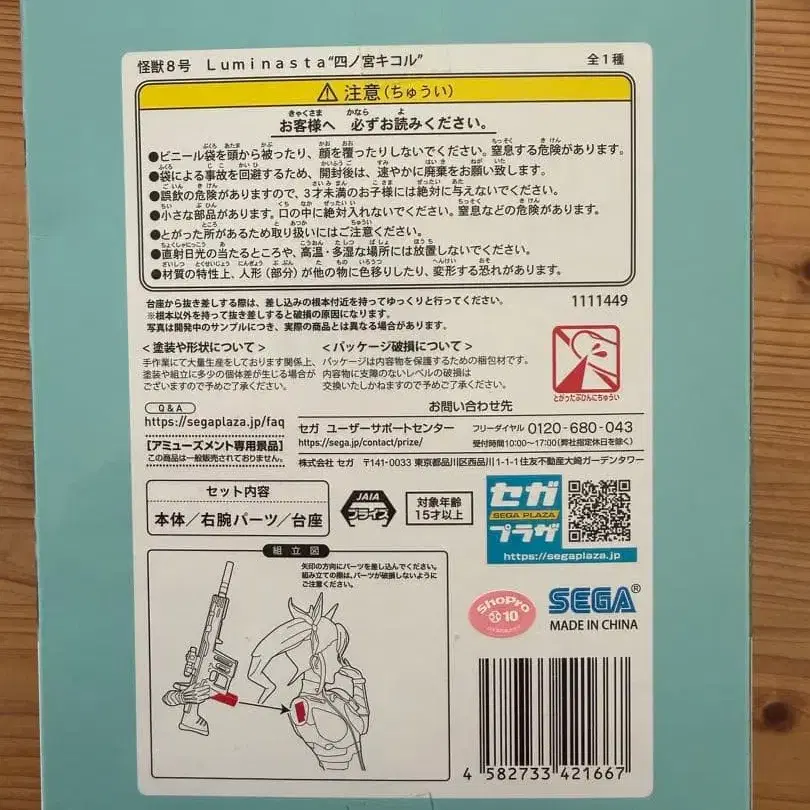 怪獣8号 Luminasta“四ノ宮キコル” 全1種
⚠注意(ちゅうい)
お客様へ 必ずお読みください。
●ビニール袋を頭から被ったり、顔を覆ったりしないでください。窒息する危険があります。
●袋による事故を回避するため、開封後は、速やかに廃棄をお願い致します。
●誤飲の危険がありますので、3才未満のお子様には絶対に与えないでください。
●小さな部品があります。口の中に絶対入れないでください。窒息などの危険があります。
●とがった所があるため取り扱いにはご注意ください。
●直射日光の当たるところや、高温・多湿な場所には放置しないでください。
●材質の特性上、人形(部分)が他の物に色移りしたり、変形する恐れがあります。
台座から抜き差しする際は、差し込みの根本付近を持ってゆっくりと行ってください。 1111449
※根本以外を持って抜き差しすると破損の原因になります。
写真は開発中のサンプルにつき、実際の商品とは異なる場合があります。
<塗装や形状について>
手作業にて大量生産をしております関係上、
塗装や組立に多少の個体差が生じる場合が
ございますので予めご了承ください。
<パッケージ破損について>
パッケージは内容物を保護するための梱包材です。
内容物に支障のないレベルの破損は
交換いたしかねますので予めご了承ください。
とがったぶひんにちゅうい
Q&A
https://segaplaza.jp/faq
【アミューズメント専用景品】
この商品は一般販売されておりません。
お問い合わせ先
セガ ユーザーサポートセンター フリーダイヤル 0120-680-043
https://sega.jp/contact/prize/ 受付時間10:00〜17:00(弊社指定休日を除く)
株式会社 セガ 〒141-0033 東京都品川区西品川1-1-1住友不動産大崎ガーデンタワー
セット内容
本体/右腕パーツ/台座
JAIA
プライズ
対象年齢
15才以上
セガ
SEGA PLAZA
プラザ
https://segaplaza.jp
組立図
矢印の方向にパーツを差し込んでください。
組み立ての際は、パーツが破損しないように
ご注意ください。
ShoPro
10
SEGA®
MADE IN CHINA
4 582733 421667